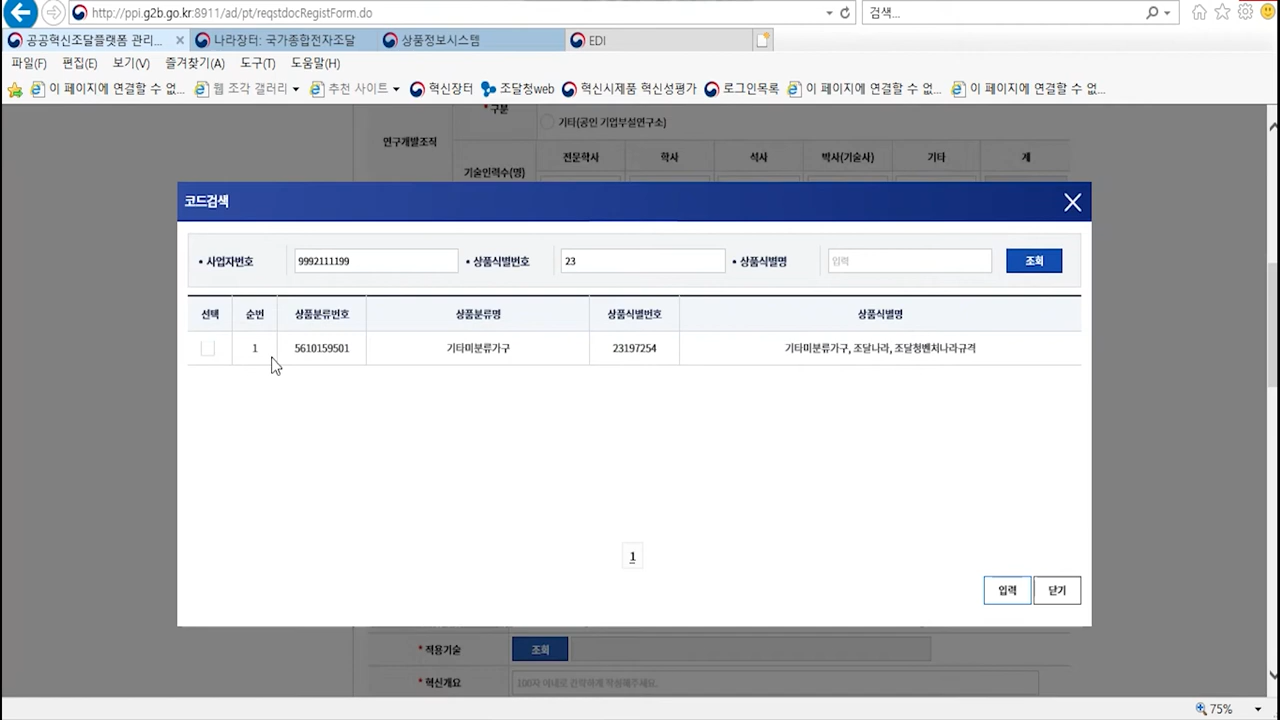 http://ppi.g2b.go.kr:8911/ad/pt/reqstdocRegistForm.do 검색...
공공혁신조달플랫폼 관리... 나라장터: 국가종합전자조달 상품정보시스템 EDI
파일(F) 편집(E) 보기(V) 즐겨찾기(A) 도구(T) 도움말(H)
이 페이지에 연결할 수 없... 웹 조각 갤러리 추천 사이트 혁신장터 조달청web 혁신시제품 혁신성평가 로그인목록 이 페이지에 연결할 수 없... 이 페이지에 연결할 수 없...
* 구분
기타(공인 기업부설연구소)
연구개발조직
전문학사 학사 석사 박사(기술사) 기타 계
기술인력수(명)
코드검색
• 사업자번호 9992111199 • 상품식별번호 23 • 상품식별명 입력 조회
선택 순번 상품분류번호 상품분류명 상품식별번호 상품식별명
1 5610159501 기타미분류가구 23197254 기타미분류가구, 조달나라, 조달청벤처나라규격
1
입력 닫기
* 적용기술 조회
* 혁신개요 100자 이내로 간략하게 작성해주세요.
75%